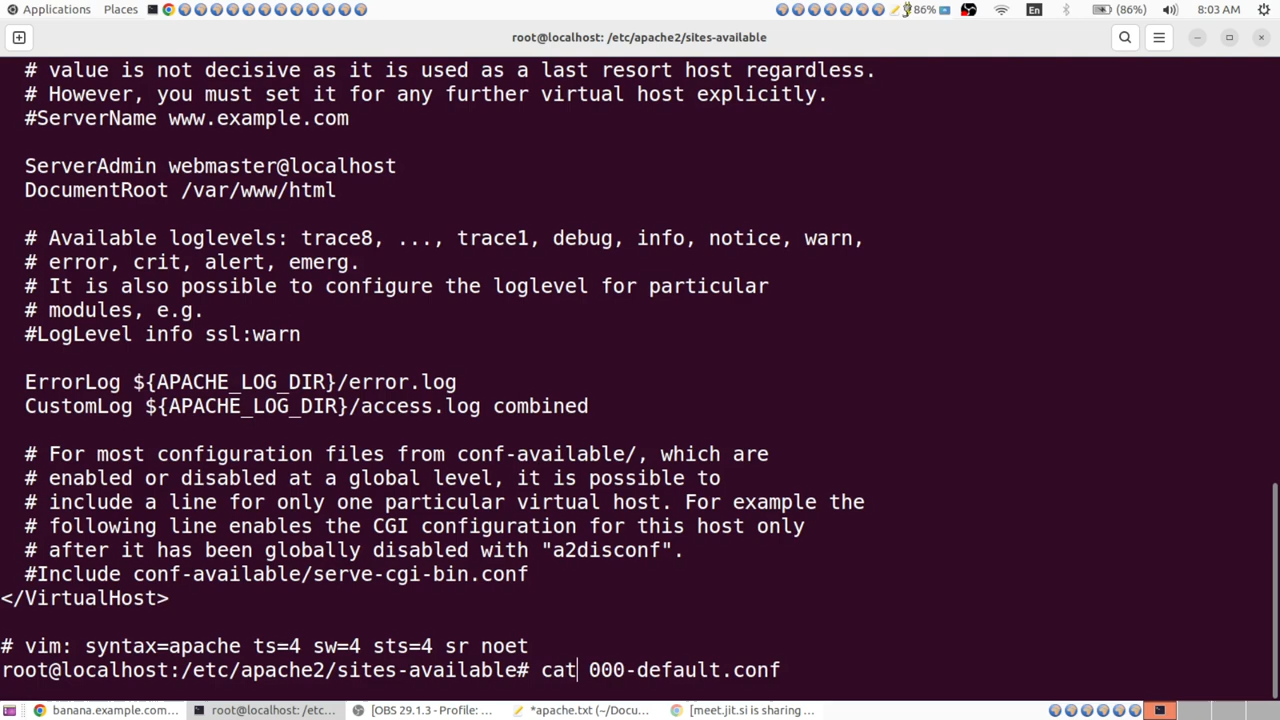 Applications Places 86% En (86%) 8:03 AM
root@localhost: /etc/apache2/sites-available
# value is not decisive as it is used as a last resort host regardless.
# However, you must set it for any further virtual host explicitly.
#ServerName www.example.com
ServerAdmin webmaster@localhost
DocumentRoot /var/www/html
# Available loglevels: trace8, ..., trace1, debug, info, notice, warn,
# error, crit, alert, emerg.
# It is also possible to configure the loglevel for particular
# modules, e.g.
#LogLevel info ssl:warn
ErrorLog ${APACHE_LOG_DIR}/error.log
CustomLog ${APACHE_LOG_DIR}/access.log combined
# For most configuration files from conf-available/, which are
# enabled or disabled at a global level, it is possible to
# include a line for only one particular virtual host. For example the
# following line enables the CGI configuration for this host only
# after it has been globally disabled with "a2disconf".
#Include conf-available/serve-cgi-bin.conf
</VirtualHost>
# vim: syntax=apache ts=4 sw=4 sts=4 sr noet
root@localhost:/etc/apache2/sites-available# cat 000-default.conf
banana.example.com... root@localhost: /etc... [OBS 29.1.3 - Profile: ... *apache.txt (~/Docu... [meet.jit.si is sharing ...